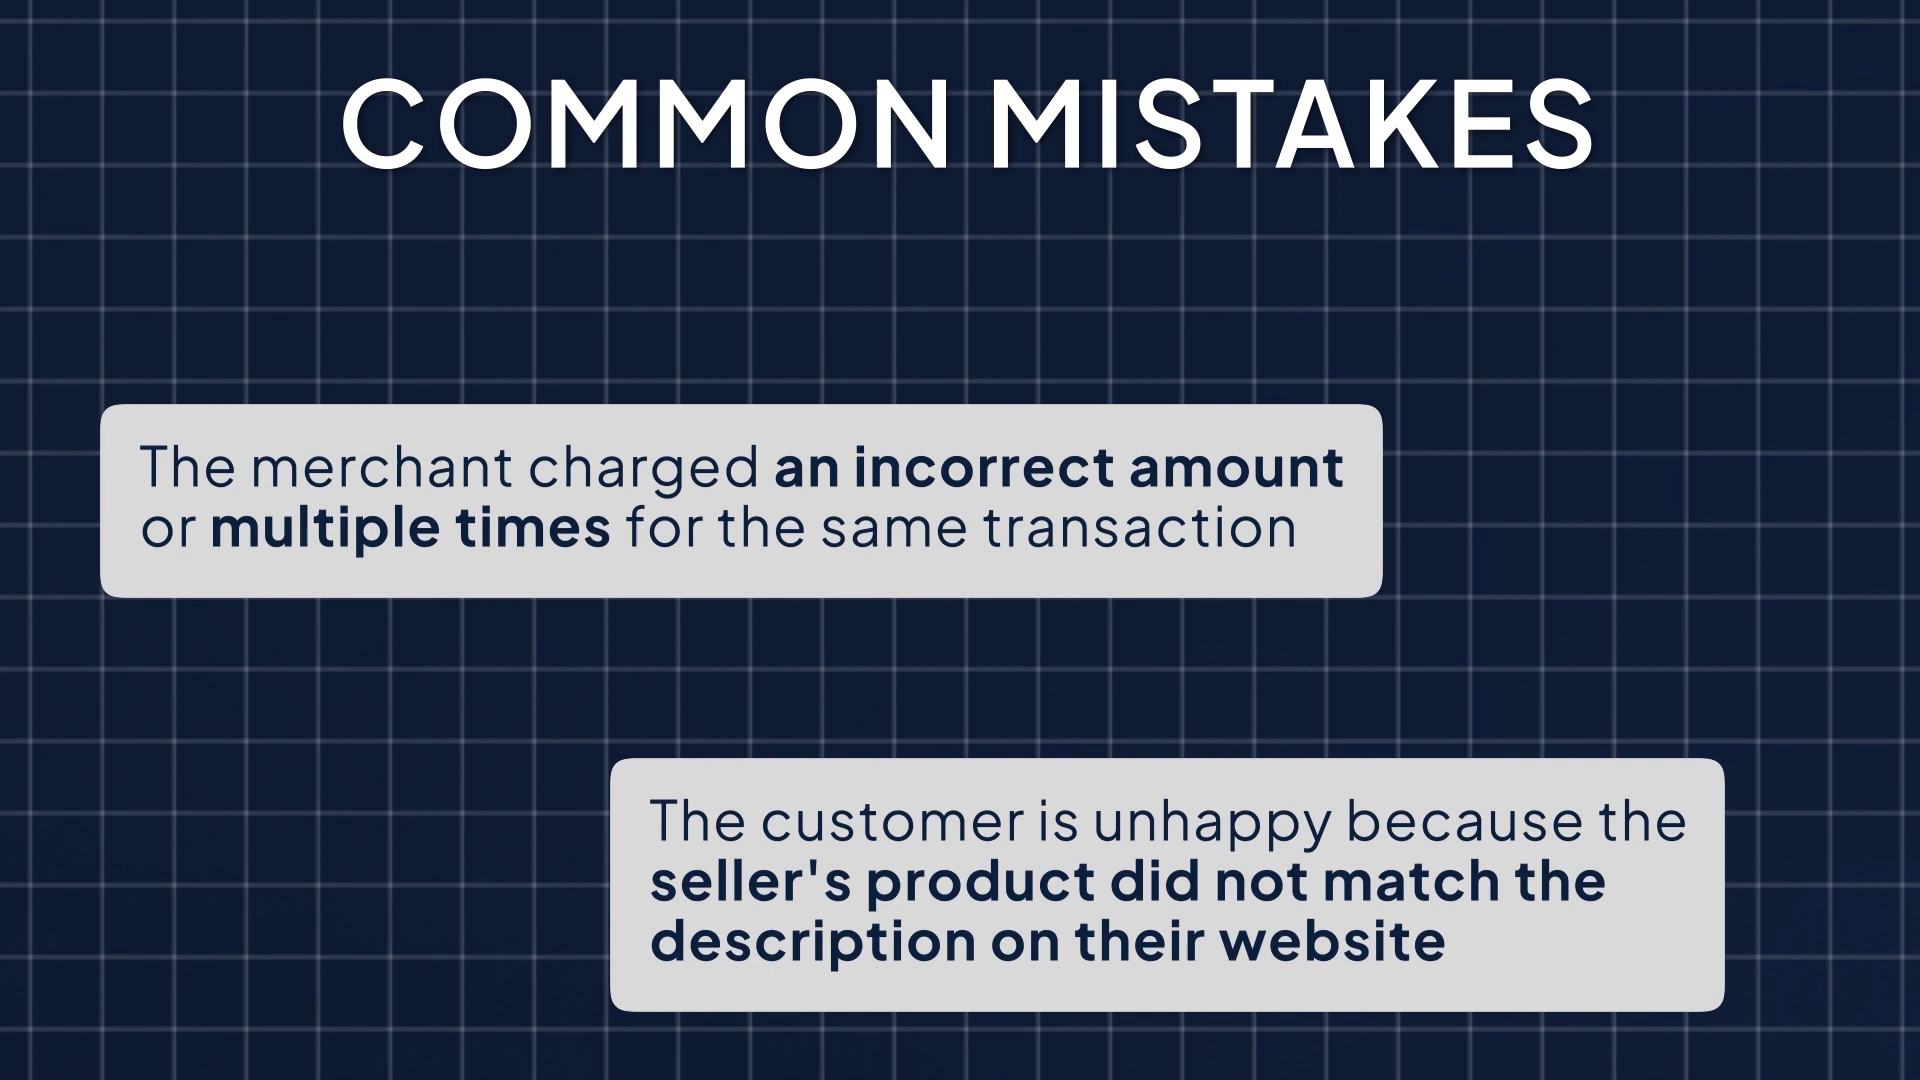 COMMON MISTAKES
The merchant charged an incorrect amount
or multiple times for the same transaction
The customer is unhappy because the
seller's product did not match the
description on their website